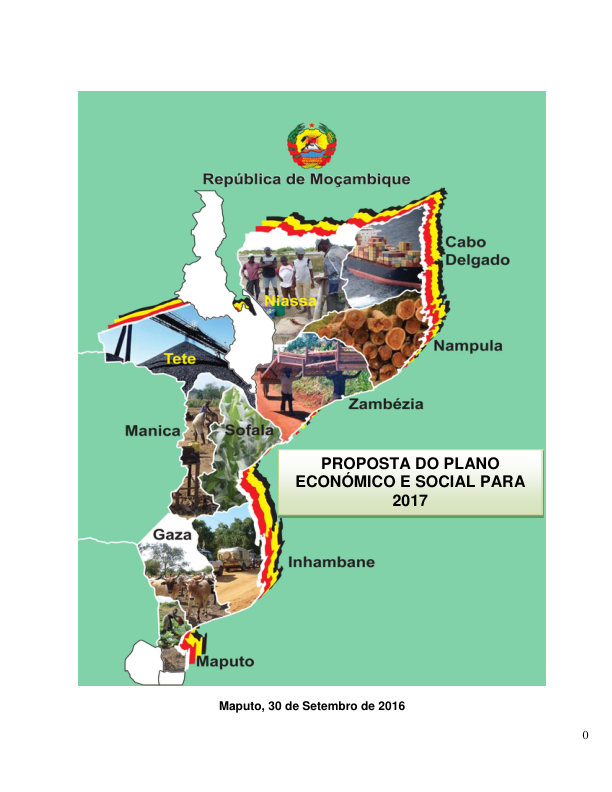 República de Moçambique
Cabo
Delgado
Niassa
Nampula
Tete
Zambézia
Manica
Sofala
PROPOSTA DO PLANO
ECONÓMICO E SOCIAL PARA
2017
Gaza
Inhambane
Maputo
Maputo, 30 de Setembro de 2016
0